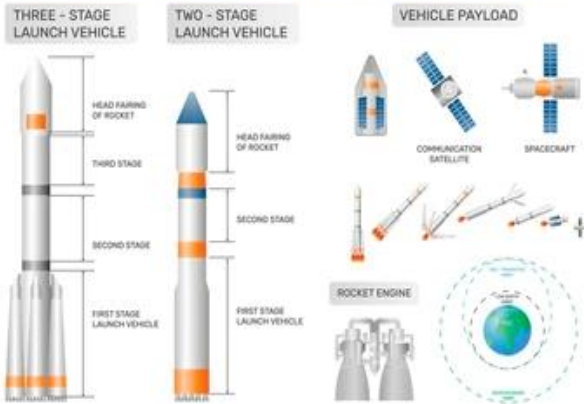 THREE - STAGE
LAUNCH VEHICLE
HEAD FAIRING
OF ROCKET
THIRD STAGE
SECOND STAGE
FIRST STAGE
LAUNCH VEHICLE
TWO - STAGE
LAUNCH VEHICLE
HEAD FAIRING
OF ROCKET
SECOND STAGE
FIRST STAGE
LAUNCH VEHICLE
VEHICLE PAYLOAD
COMMUNICATION
SATELLITE
SPACECRAFT
ROCKET ENGINE